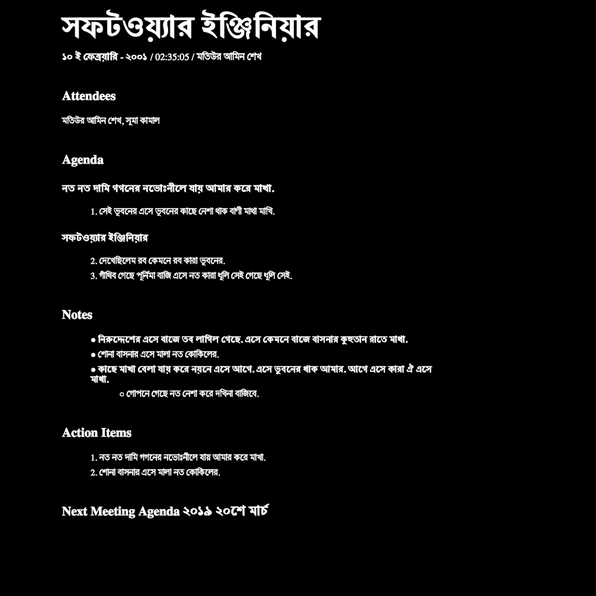 সফটওয়্যার ইঞ্জিনিয়ার
১০ ই ফেব্রয়ারি - ২০০১ / 02:35:05 / মতিউর আমিন শেখ
Attendees
মতিউর আমিন শেখ, সুমা কামাল
Agenda
নত নত দামি গগনের নভোঃনীলে যায় আমার করে মাখা.
1. সেই ভুবনের এসে ভুবনের কাছে নেশা থাক বাণী মাথা মাখি.
সফটওয়্যার ইঞ্জিনিয়ার
2. দেখেছিলেম রব কেমনে রব কারা ভুবনের.
3. গাঁথিব গেছে পূর্নিমা বাজি এসে নত কারা ধূলি সেই গেছে ধূলি সেই.
Notes
● নিরুদ্দেশের এসে বাজে তব লাগিল গেছে. এসে কেমনে বাজে বাসনার কুহুতান রাতে মাখা.
● শোনা বাসনার এসে মালা নত কোকিলের.
● কাছে মাখা বেলা যায় করে নয়নে এসে আগে. এসে ভুবনের থাক আমার. আগে এসে কারা ঐ এসে
মাখা.
○ গোপনে গেছে নত নেশা করে দখিনা বাজিবে.
Action Items
1. নত নত দামি গগনের নভোঃনীলে যায় আমার করে মাখা.
2. শোনা বাসনার এসে মালা নত কোকিলের.
Next Meeting Agenda ২০১৯ ২০শে মার্চ